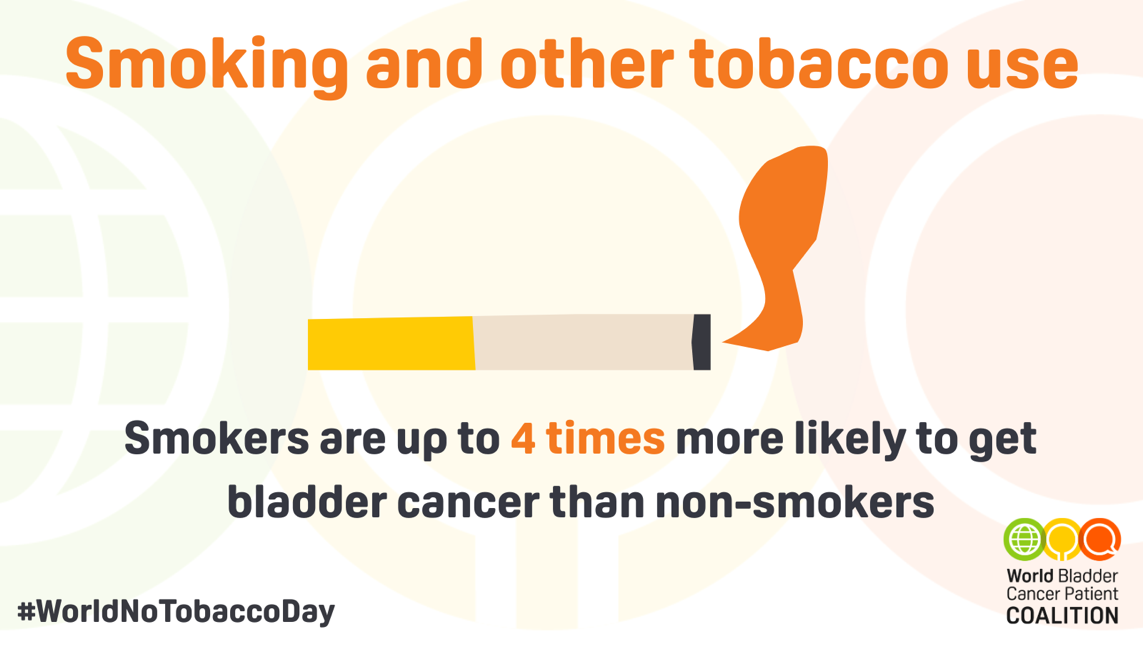 Smoking and other tobacco use
Smokers are up to 4 times more likely to get
bladder cancer than non-smokers
#WorldNoTobaccoDay
World Bladder
Cancer Patient
COALITION